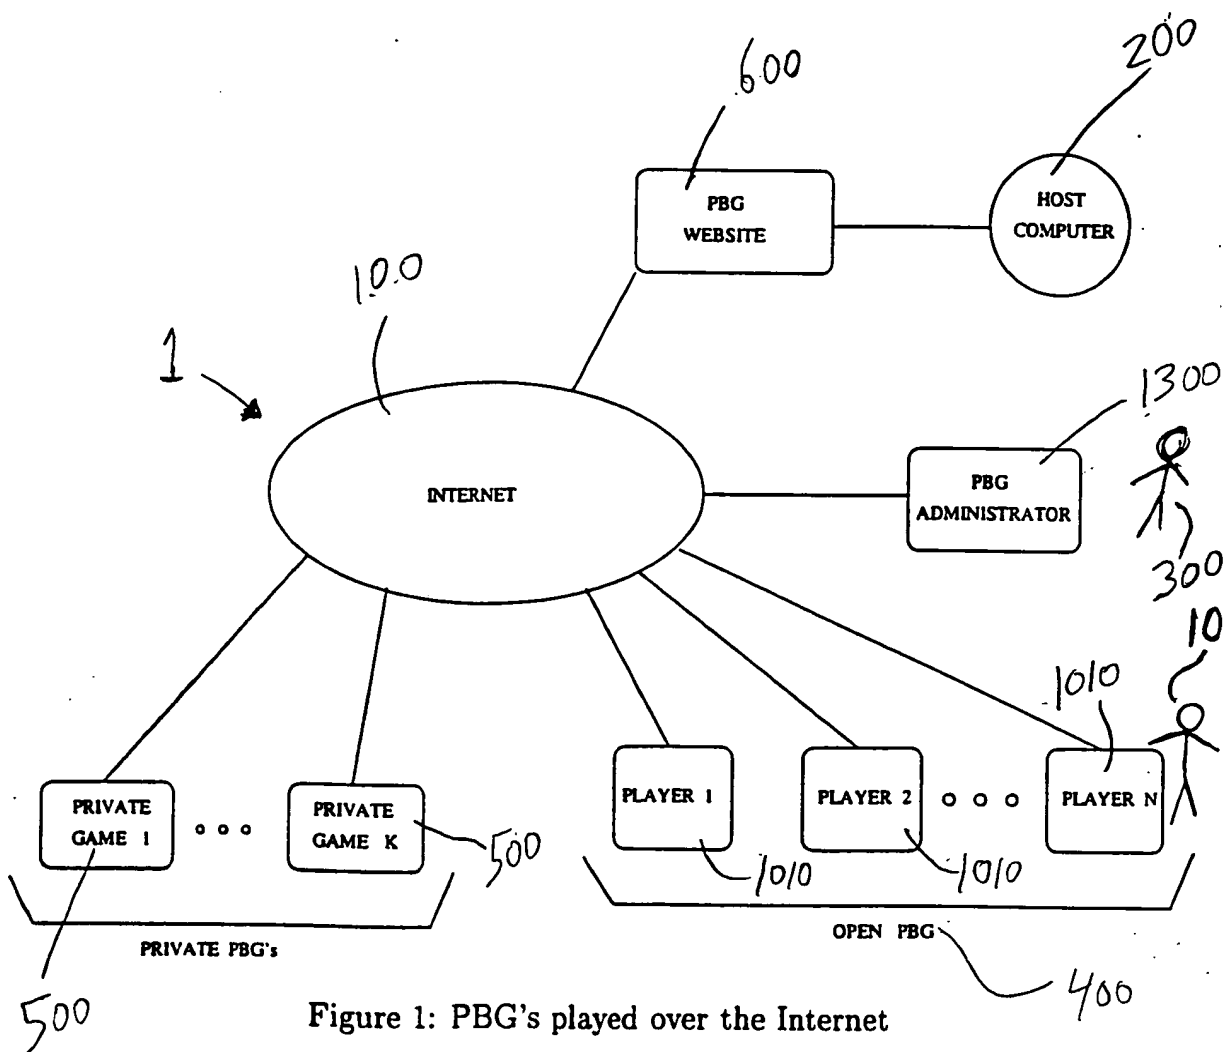 600
200
PBG
WEBSITE
HOST
COMPUTER
100
1
1300
INTERNET
PBG
ADMINISTRATOR
300
10
1010
PRIVATE
GAME 1
PRIVATE
GAME K
500
PLAYER 1
PLAYER 2
PLAYER N
1010
1010
PRIVATE PBG's
OPEN PBG
500
400
Figure 1: PBG's played over the Internet